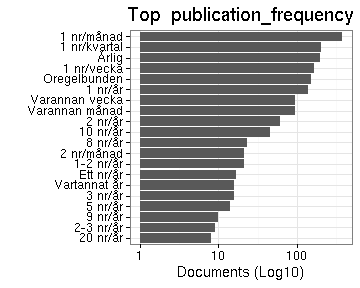 Top publication_frequency
1 nr/månad
1 nr/kvartal
Årlig
1 nr/vecka
Oregelbunden
1 nr/år
Varannan vecka
Varannan månad
2 nr/år
10 nr/år
8 nr/år
2 nr/månad
1-2 nr/år
Ett nr/år
Vartannat år
3 nr/år
5 nr/år
9 nr/år
2-3 nr/år
20 nr/år
1 10 100
Documents (Log10)